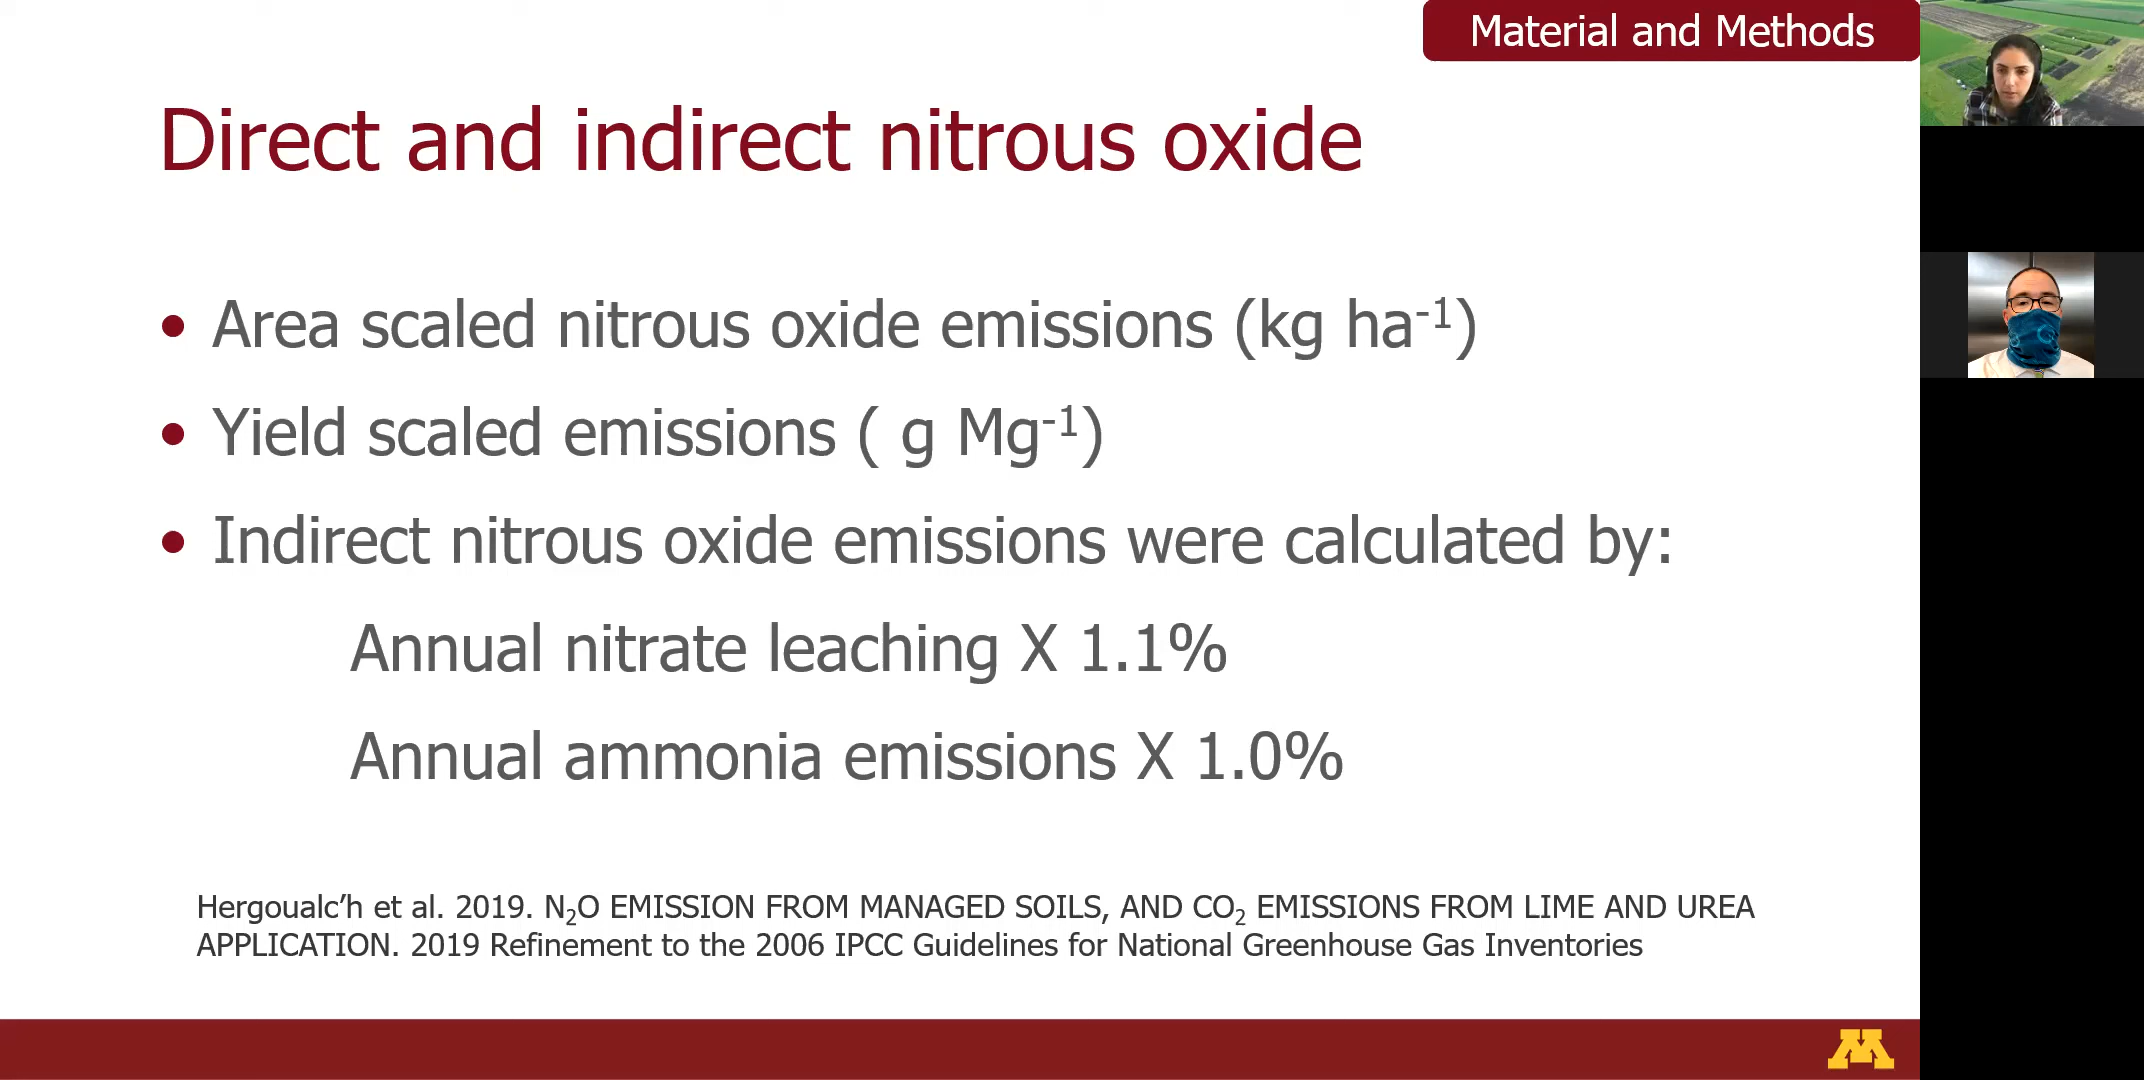 Material and Methods
Direct and indirect nitrous oxide
• Area scaled nitrous oxide emissions (kg ha⁻¹)
• Yield scaled emissions ( g Mg⁻¹)
• Indirect nitrous oxide emissions were calculated by:
Annual nitrate leaching X 1.1%
Annual ammonia emissions X 1.0%
Hergoualc’h et al. 2019. N₂O EMISSION FROM MANAGED SOILS, AND CO₂ EMISSIONS FROM LIME AND UREA
APPLICATION. 2019 Refinement to the 2006 IPCC Guidelines for National Greenhouse Gas Inventories
M